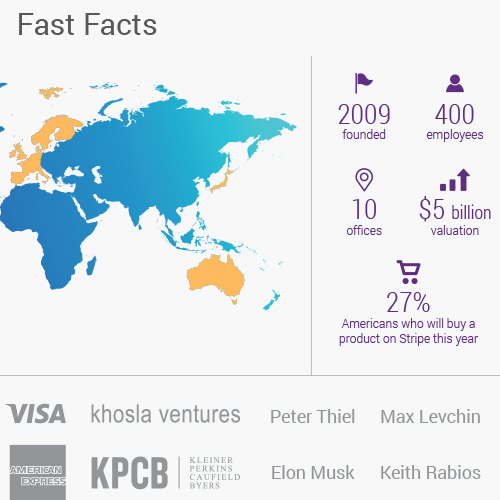 Fast Facts
2009
founded
400
employees
10
offices
$5 billion
valuation
27%
Americans who will buy a
product on Stripe this year
VISA
khosla ventures
Peter Thiel
Max Levchin
AMERICAN
EXPRESS
KPCB
KLEINER
PERKINS
CAUFIELD
BYERS
Elon Musk
Keith Rabios